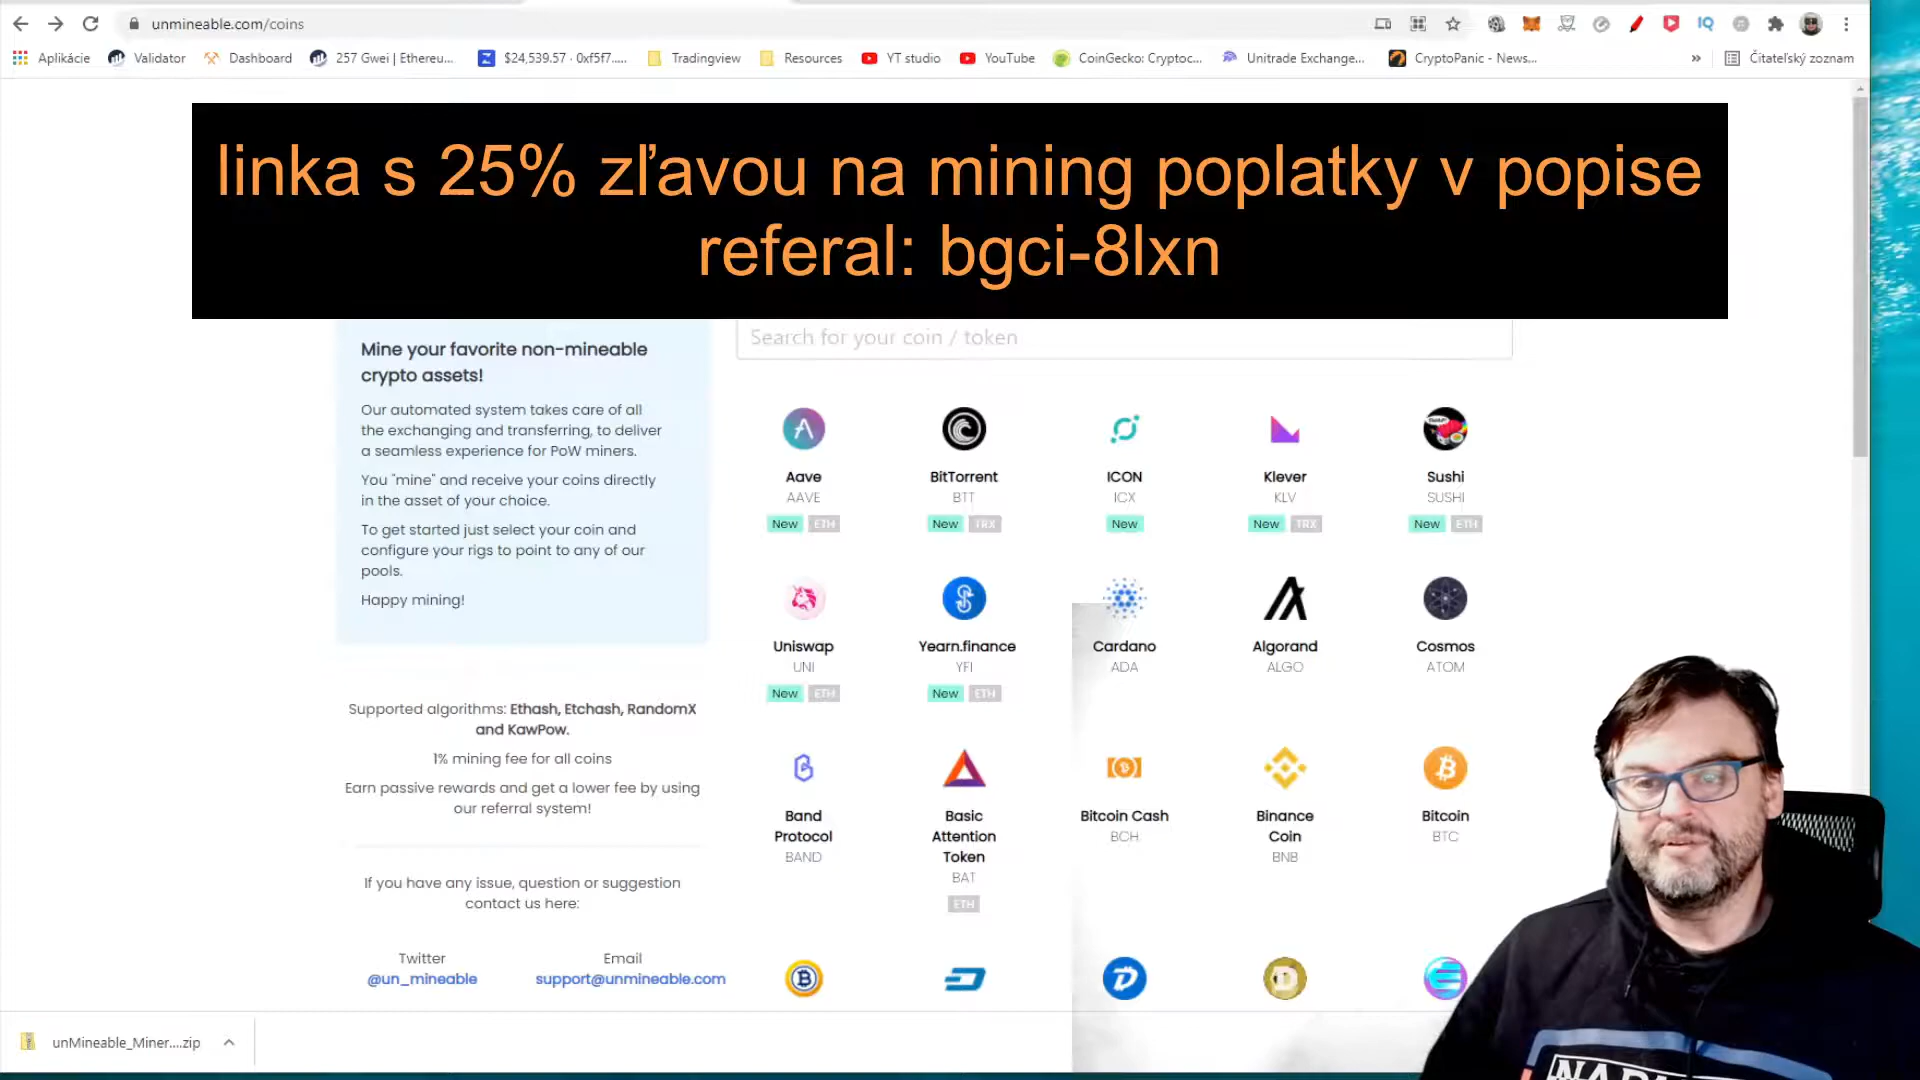 unmineable.com/coins
Aplikácie
Validator
Dashboard
257 Gwei | Ethereu...
$24,539.57 · 0xf5f7....
Tradingview
Resources
YT studio
YouTube
CoinGecko: Cryptoc...
Unitrade Exchange...
CryptoPanic - News...
»
Čitateľský zoznam
linka s 25% zľavou na mining poplatky v popise
referal: bgci-8lxn
Mine your favorite non-mineable
crypto assets!
Our automated system takes care of all
the exchanging and transferring, to deliver
a seamless experience for PoW miners.
You "mine" and receive your coins directly
in the asset of your choice.
To get started just select your coin and
configure your rigs to point to any of our
pools.
Happy mining!
Supported algorithms: Ethash, Etchash, RandomX
and KawPow.
1% mining fee for all coins
Earn passive rewards and get a lower fee by using
our referral system!
If you have any issue, question or suggestion
contact us here:
Twitter
@un_mineable
Email
support@unmineable.com
Search for your coin / token
Aave
AAVE
New ETH
BitTorrent
BTT
New TRX
ICON
ICX
New
Klever
KLV
New TRX
Sushi
SUSHI
New ETH
Uniswap
UNI
New ETH
Yearn.finance
YFI
New ETH
Cardano
ADA
Algorand
ALGO
Cosmos
ATOM
Band
Protocol
BAND
Basic
Attention
Token
BAT
ETH
Bitcoin Cash
BCH
Binance
Coin
BNB
Bitcoin
BTC
unMineable_Miner....zip